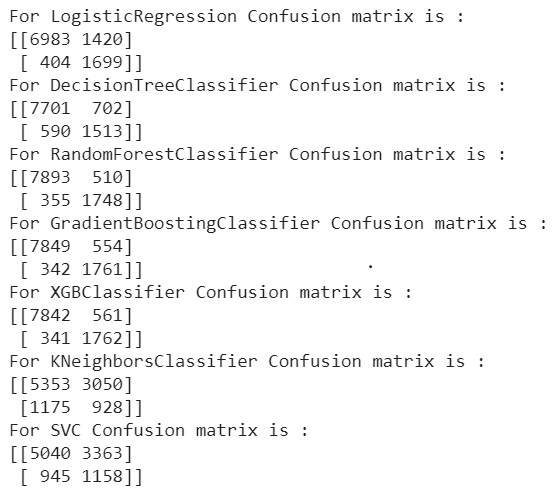 For LogisticRegression Confusion matrix is :
[[6983 1420]
 [ 404 1699]]
For DecisionTreeClassifier Confusion matrix is :
[[7701  702]
 [ 590 1513]]
For RandomForestClassifier Confusion matrix is :
[[7893  510]
 [ 355 1748]]
For GradientBoostingClassifier Confusion matrix is :
[[7849  554]
 [ 342 1761]]
For XGBClassifier Confusion matrix is :
[[7842  561]
 [ 341 1762]]
For KNeighborsClassifier Confusion matrix is :
[[5353 3050]
 [1175  928]]
For SVC Confusion matrix is :
[[5040 3363]
 [ 945 1158]]